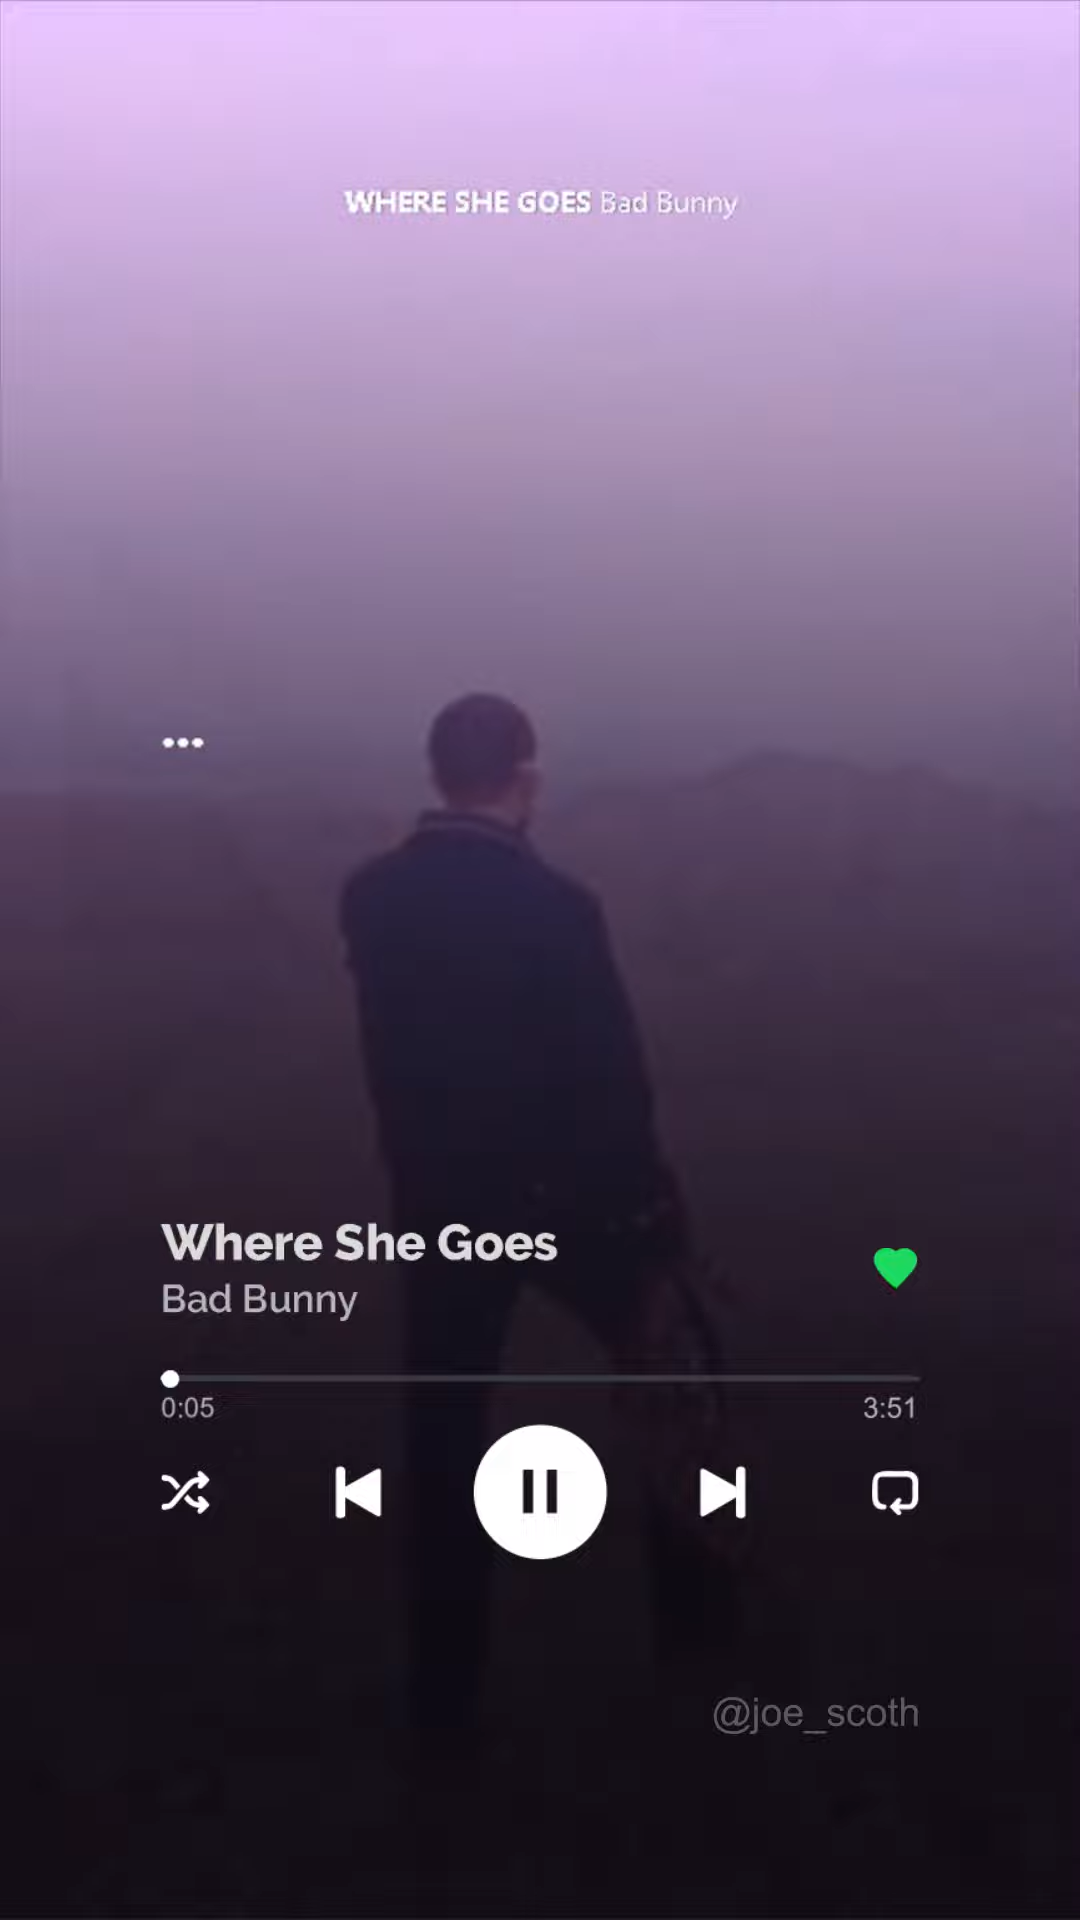 WHERE SHE GOES Bad Bunny
Where She Goes
Bad Bunny
0:05
3:51
@joe_scoth